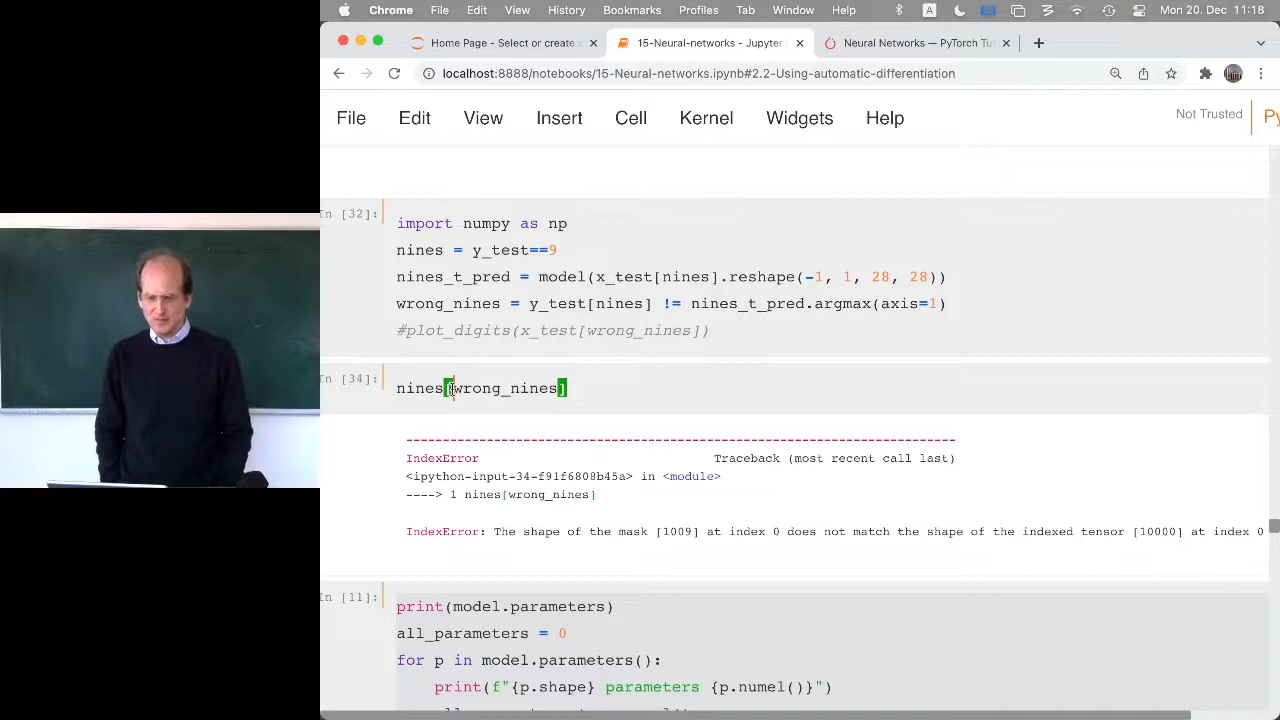 Chrome File Edit View History Bookmarks Profiles Tab Window Help A Mon 20. Dec 11:18
Home Page - Select or create 15-Neural-networks - Jupyter Neural Networks — PyTorch Tu
localhost:8888/notebooks/15-Neural-networks.ipynb#2.2-Using-automatic-differentiation
File Edit View Insert Cell Kernel Widgets Help Not Trusted Py
n [32]:
import numpy as np
nines = y_test==9
nines_t_pred = model(x_test[nines].reshape(-1, 1, 28, 28))
wrong_nines = y_test[nines] != nines_t_pred.argmax(axis=1)
#plot_digits(x_test[wrong_nines])
n [34]:
nines[wrong_nines]
---------------------------------------------------------------------------
IndexError Traceback (most recent call last)
<ipython-input-34-f91f6808b45a> in <module>
----> 1 nines[wrong_nines]
IndexError: The shape of the mask [1009] at index 0 does not match the shape of the indexed tensor [10000] at index 0
n [11]:
print(model.parameters)
all_parameters = 0
for p in model.parameters():
print(f"{p.shape} parameters {p.numel()}")